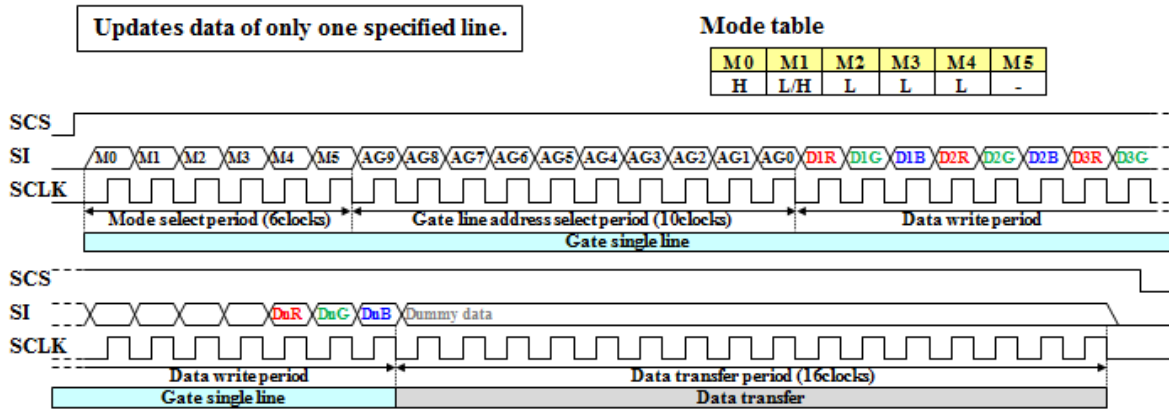 Updates data of only one specified line.
Mode table
M0 M1 M2 M3 M4 M5
H L/H L L L -
SCS
SI M0 M1 M2 M3 M4 M5 AG9 AG8 AG7 AG6 AG5 AG4 AG3 AG2 AG1 AG0 D1R D1G D1B D2R D2G D2B D3R D3G
SCLK
Mode select period (6clocks) Gate line address select period (10clocks) Data write period
Gate single line
SCS
SI DnR DnG DnB Dummy data
SCLK
Data write period Data transfer period (16clocks)
Gate single line Data transfer